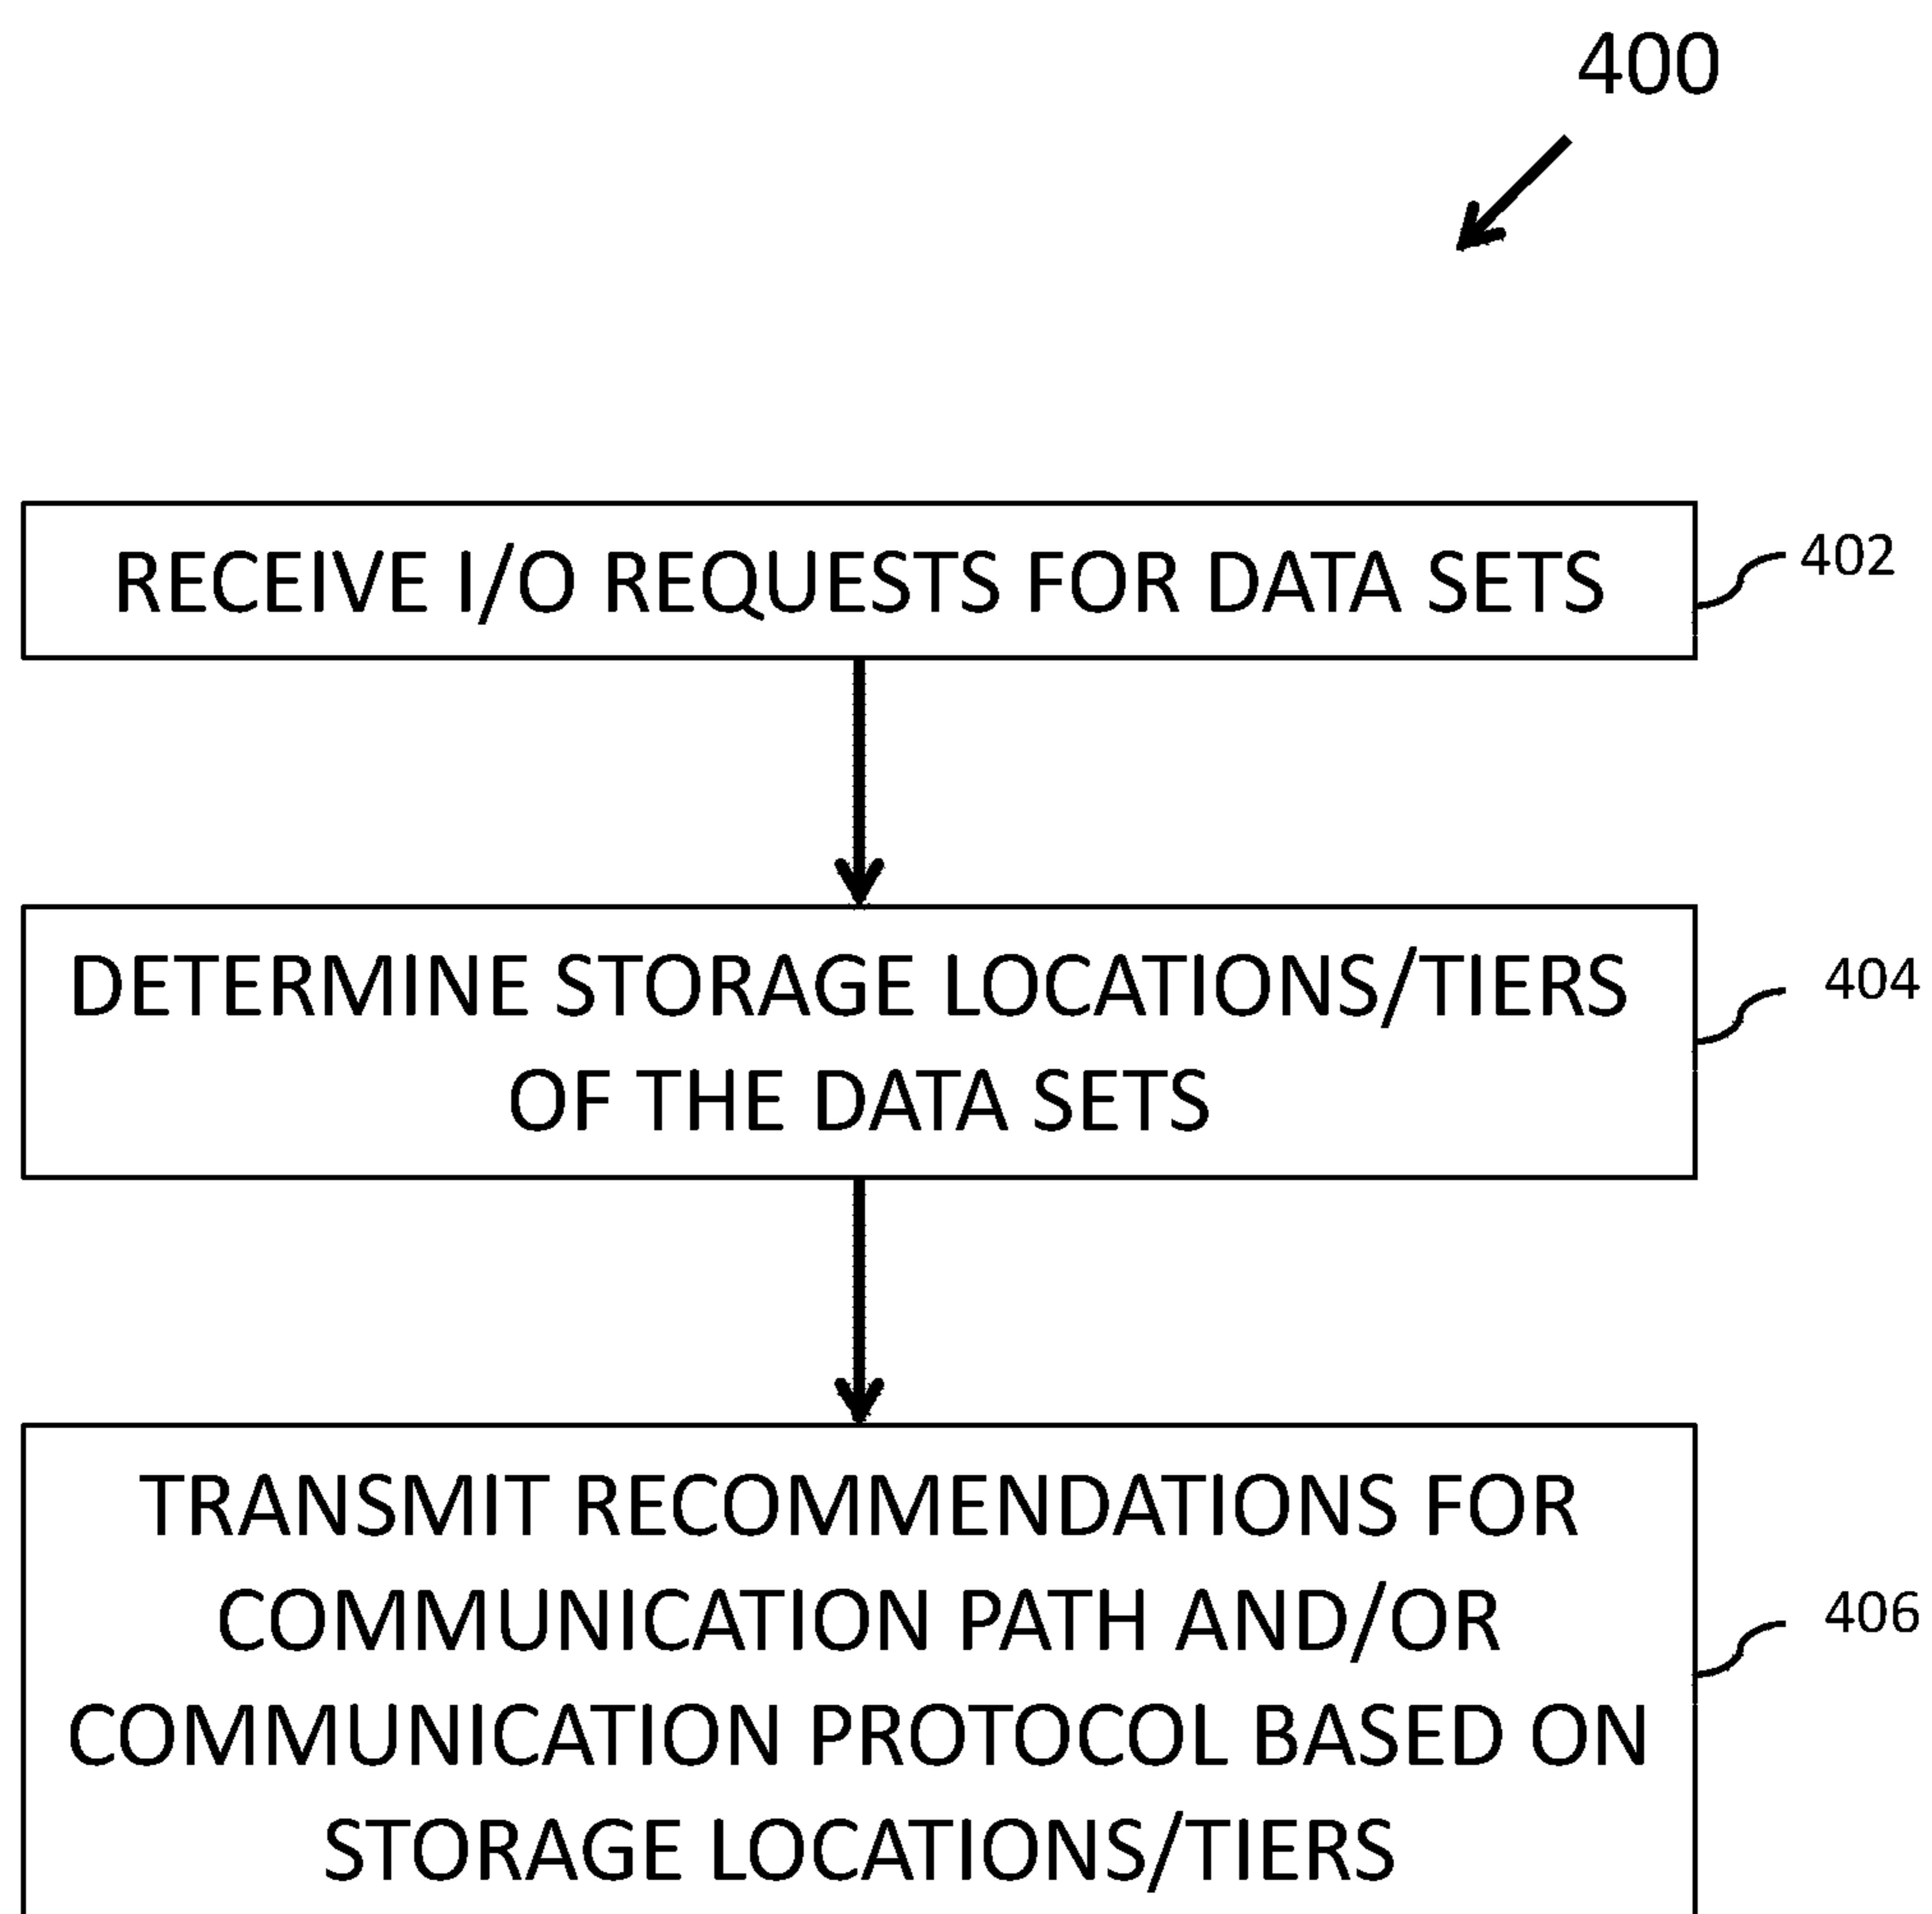 400
RECEIVE I/O REQUESTS FOR DATA SETS
402
DETERMINE STORAGE LOCATIONS/TIERS
OF THE DATA SETS
404
TRANSMIT RECOMMENDATIONS FOR
COMMUNICATION PATH AND/OR
COMMUNICATION PROTOCOL BASED ON
STORAGE LOCATIONS/TIERS
406